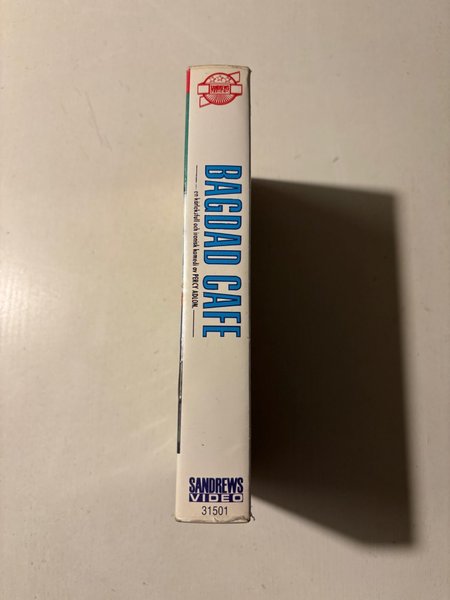 BAGDAD CAFE
en kärleksfull och ironisk komedi av PERCY ADLON
SANDREWS
VIDEO
31501